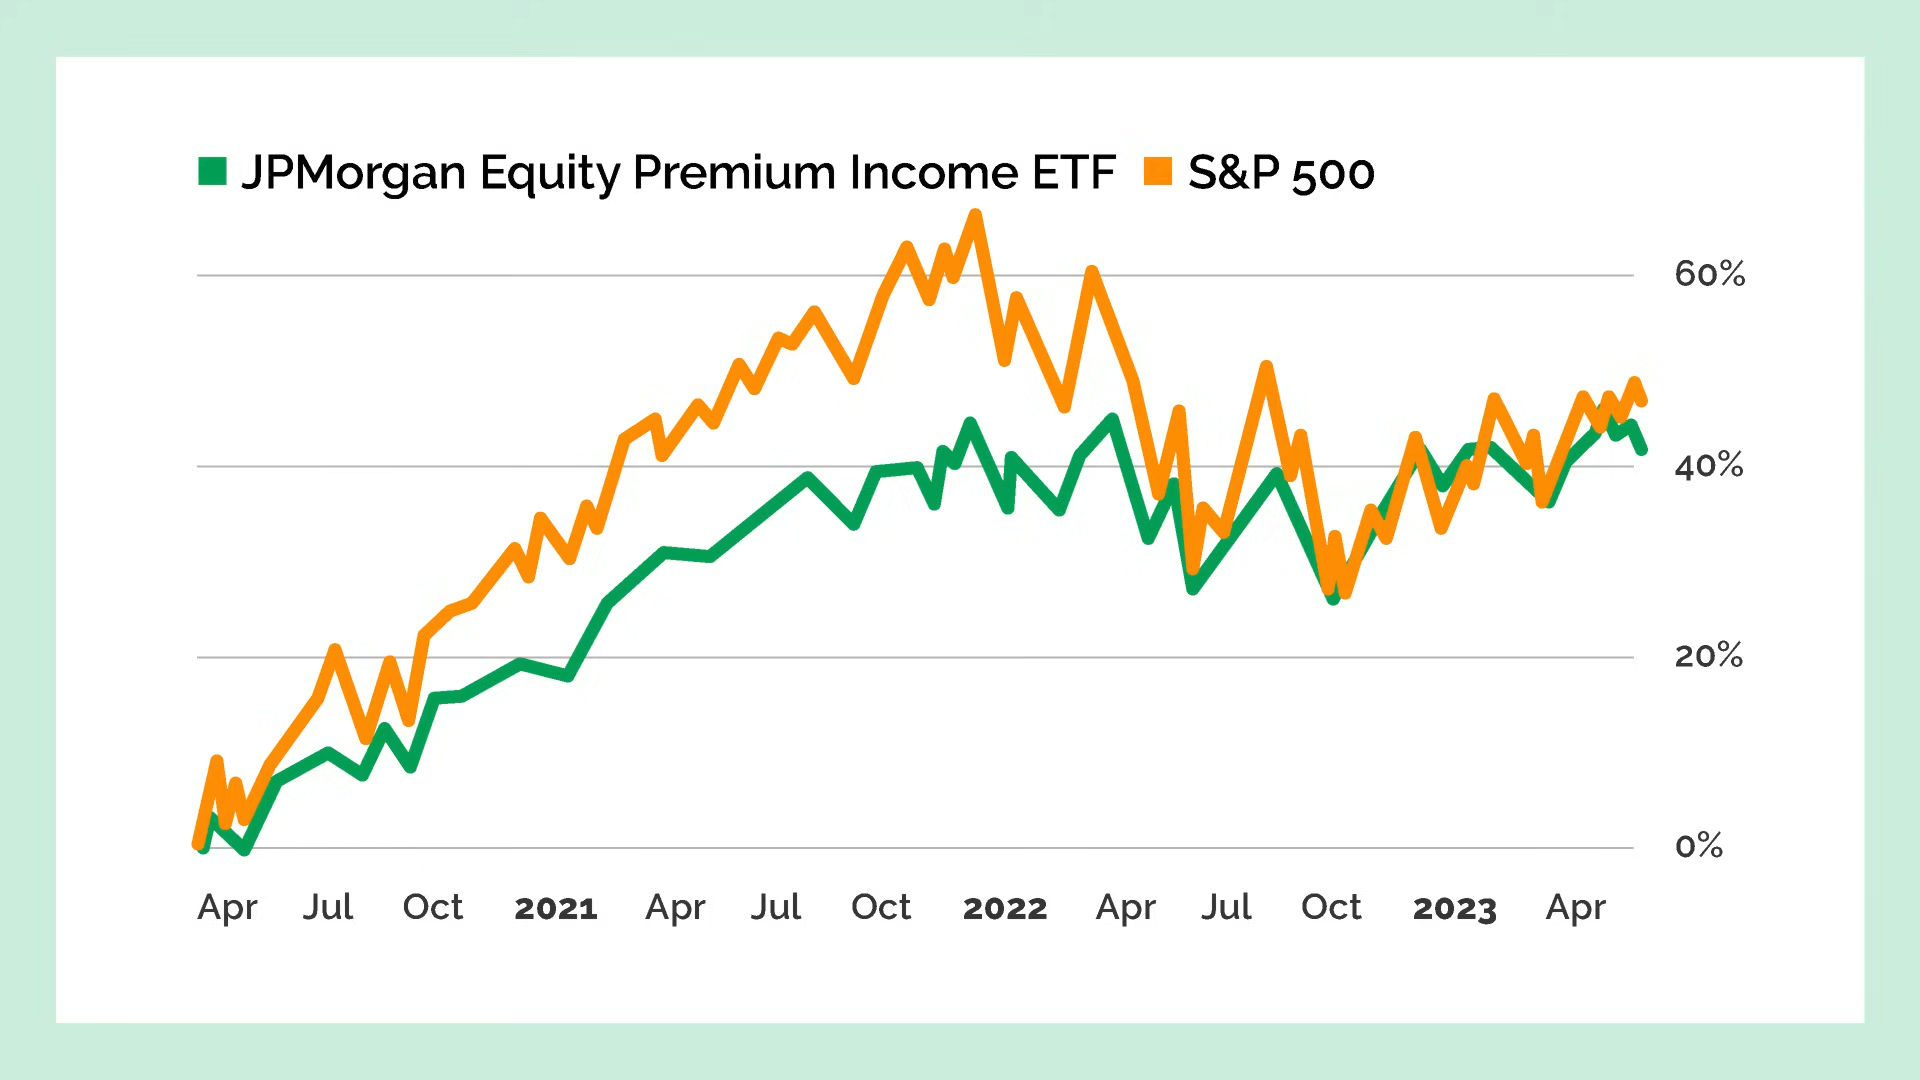 JPMorgan Equity Premium Income ETF S&P 500
60%
40%
20%
0%
Apr Jul Oct 2021 Apr Jul Oct 2022 Apr Jul Oct 2023 Apr